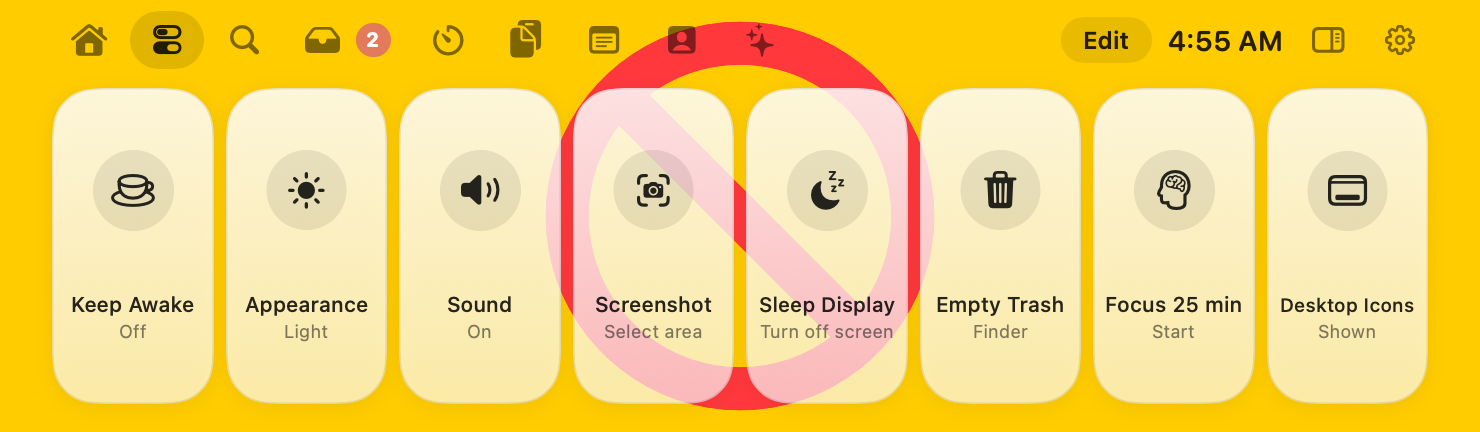 2
Edit
4:55 AM
Keep Awake
Off
Appearance
Light
Sound
On
Screenshot
Select area
Sleep Display
Turn off screen
Empty Trash
Finder
Focus 25 min
Start
Desktop Icons
Shown